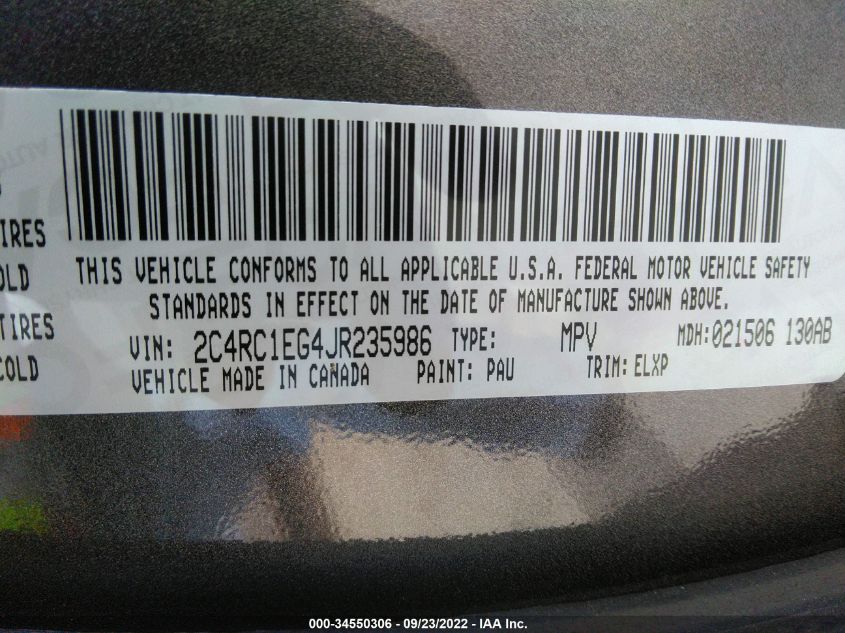 TIRES
COLD
TIRES
COLD
THIS VEHICLE CONFORMS TO ALL APPLICABLE U.S.A. FEDERAL MOTOR VEHICLE SAFETY
STANDARDS IN EFFECT ON THE DATE OF MANUFACTURE SHOWN ABOVE.
VIN: 2C4RC1EG4JR235986 TYPE: MPV MDH:021506 130AB
VEHICLE MADE IN CANADA PAINT: PAU TRIM:ELXP
000-34550306 - 09/23/2022 - IAA Inc.